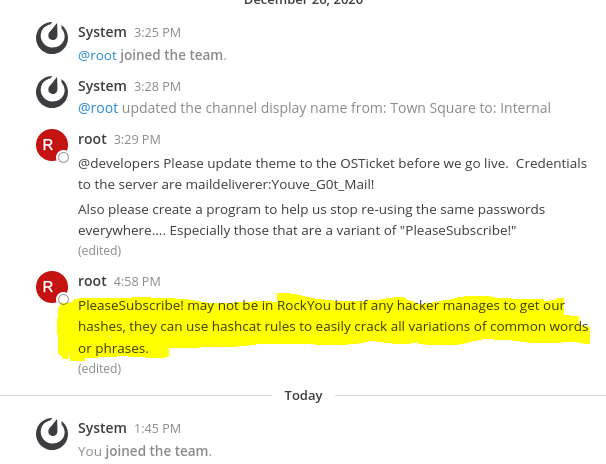 December 26, 2020
System 3:25 PM
@root joined the team.
System 3:28 PM
@root updated the channel display name from: Town Square to: Internal
R root 3:29 PM
@developers Please update theme to the OSTicket before we go live. Credentials
to the server are maildeliverer:Youve_G0t_Mail!
Also please create a program to help us stop re-using the same passwords
everywhere.... Especially those that are a variant of "PleaseSubscribe!"
(edited)
R root 4:58 PM
PleaseSubscribe! may not be in RockYou but if any hacker manages to get our
hashes, they can use hashcat rules to easily crack all variations of common words
or phrases.
(edited)
Today
System 1:45 PM
You joined the team.